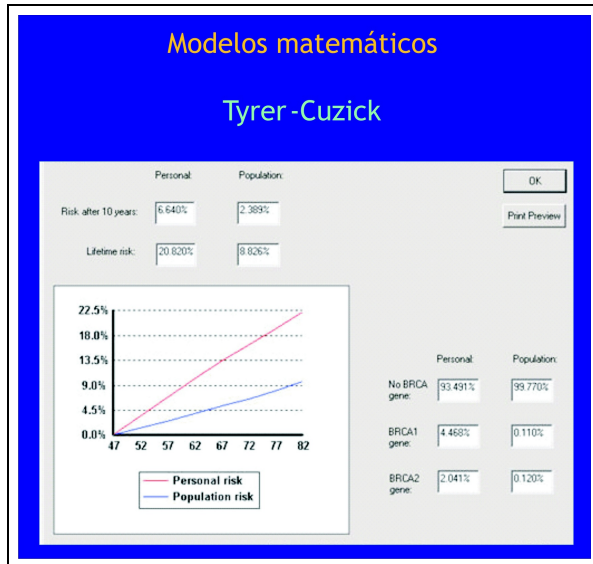 Modelos matemáticos
Tyrer-Cuzick
Personal: Population:
Risk after 10 years: 6.640% 2.389%
Lifetime risk: 20.820% 8.826%
OK
Print Preview
22.5%
18.0%
13.5%
9.0%
4.5%
0.0%
47 52 57 62 67 72 77 82
Personal risk
Population risk
Personal: Population:
No BRCA gene: 93.491% 99.770%
BRCA1 gene: 4.468% 0.110%
BRCA2 gene: 2.041% 0.120%